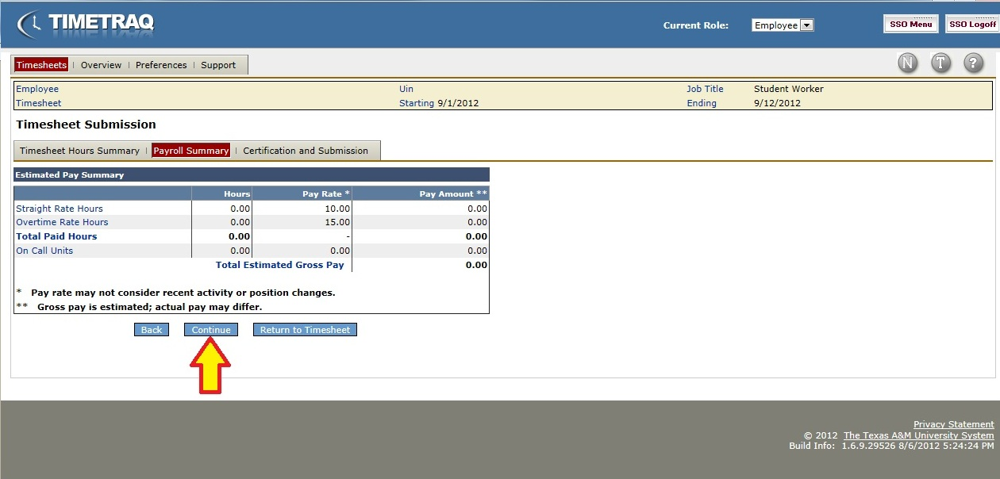 TIMETRAQ Current Role: Employee SSO Menu SSO Logoff
Timesheets | Overview | Preferences | Support N T ?
Employee Uin Job Title Student Worker
Timesheet Starting 9/1/2012 Ending 9/12/2012
Timesheet Submission
Timesheet Hours Summary | Payroll Summary | Certification and Submission
Estimated Pay Summary
Hours Pay Rate * Pay Amount **
Straight Rate Hours 0.00 10.00 0.00
Overtime Rate Hours 0.00 15.00 0.00
Total Paid Hours 0.00 - 0.00
On Call Units 0.00 0.00 0.00
Total Estimated Gross Pay 0.00
* Pay rate may not consider recent activity or position changes.
** Gross pay is estimated; actual pay may differ.
Back Continue Return to Timesheet
Privacy Statement
© 2012 The Texas A&M University System
Build Info: 1.6.9.29526 8/6/2012 5:24:24 PM